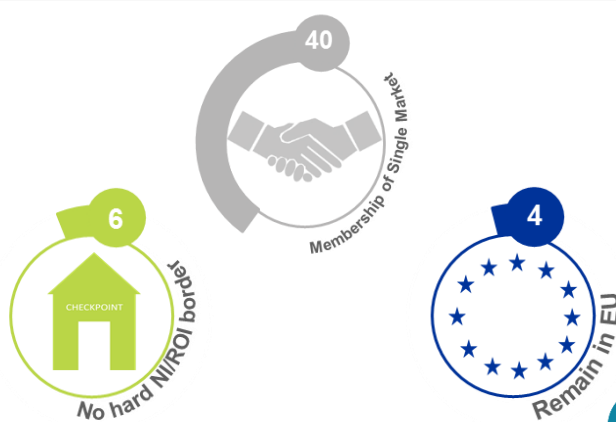 40
Membership of Single Market
6
CHECKPOINT
No hard NI/ROI border
4
Remain in EU